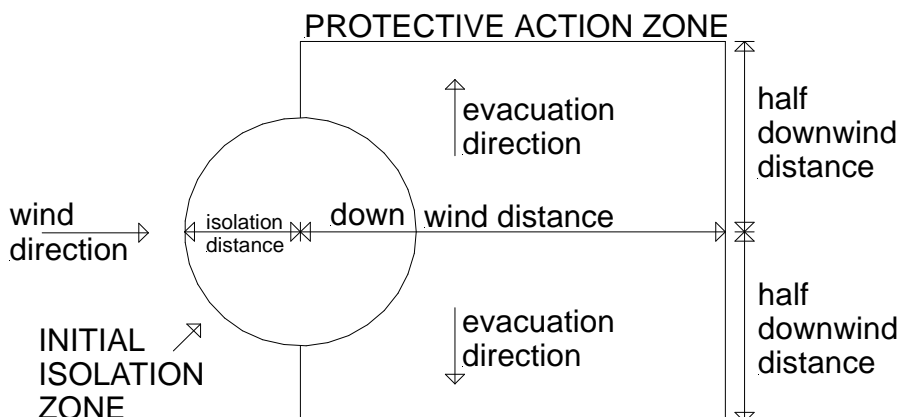 PROTECTIVE ACTION ZONE
evacuation
direction
half
downwind
distance
wind
direction
isolation
distance
down wind distance
evacuation
direction
half
downwind
distance
INITIAL
ISOLATION
ZONE